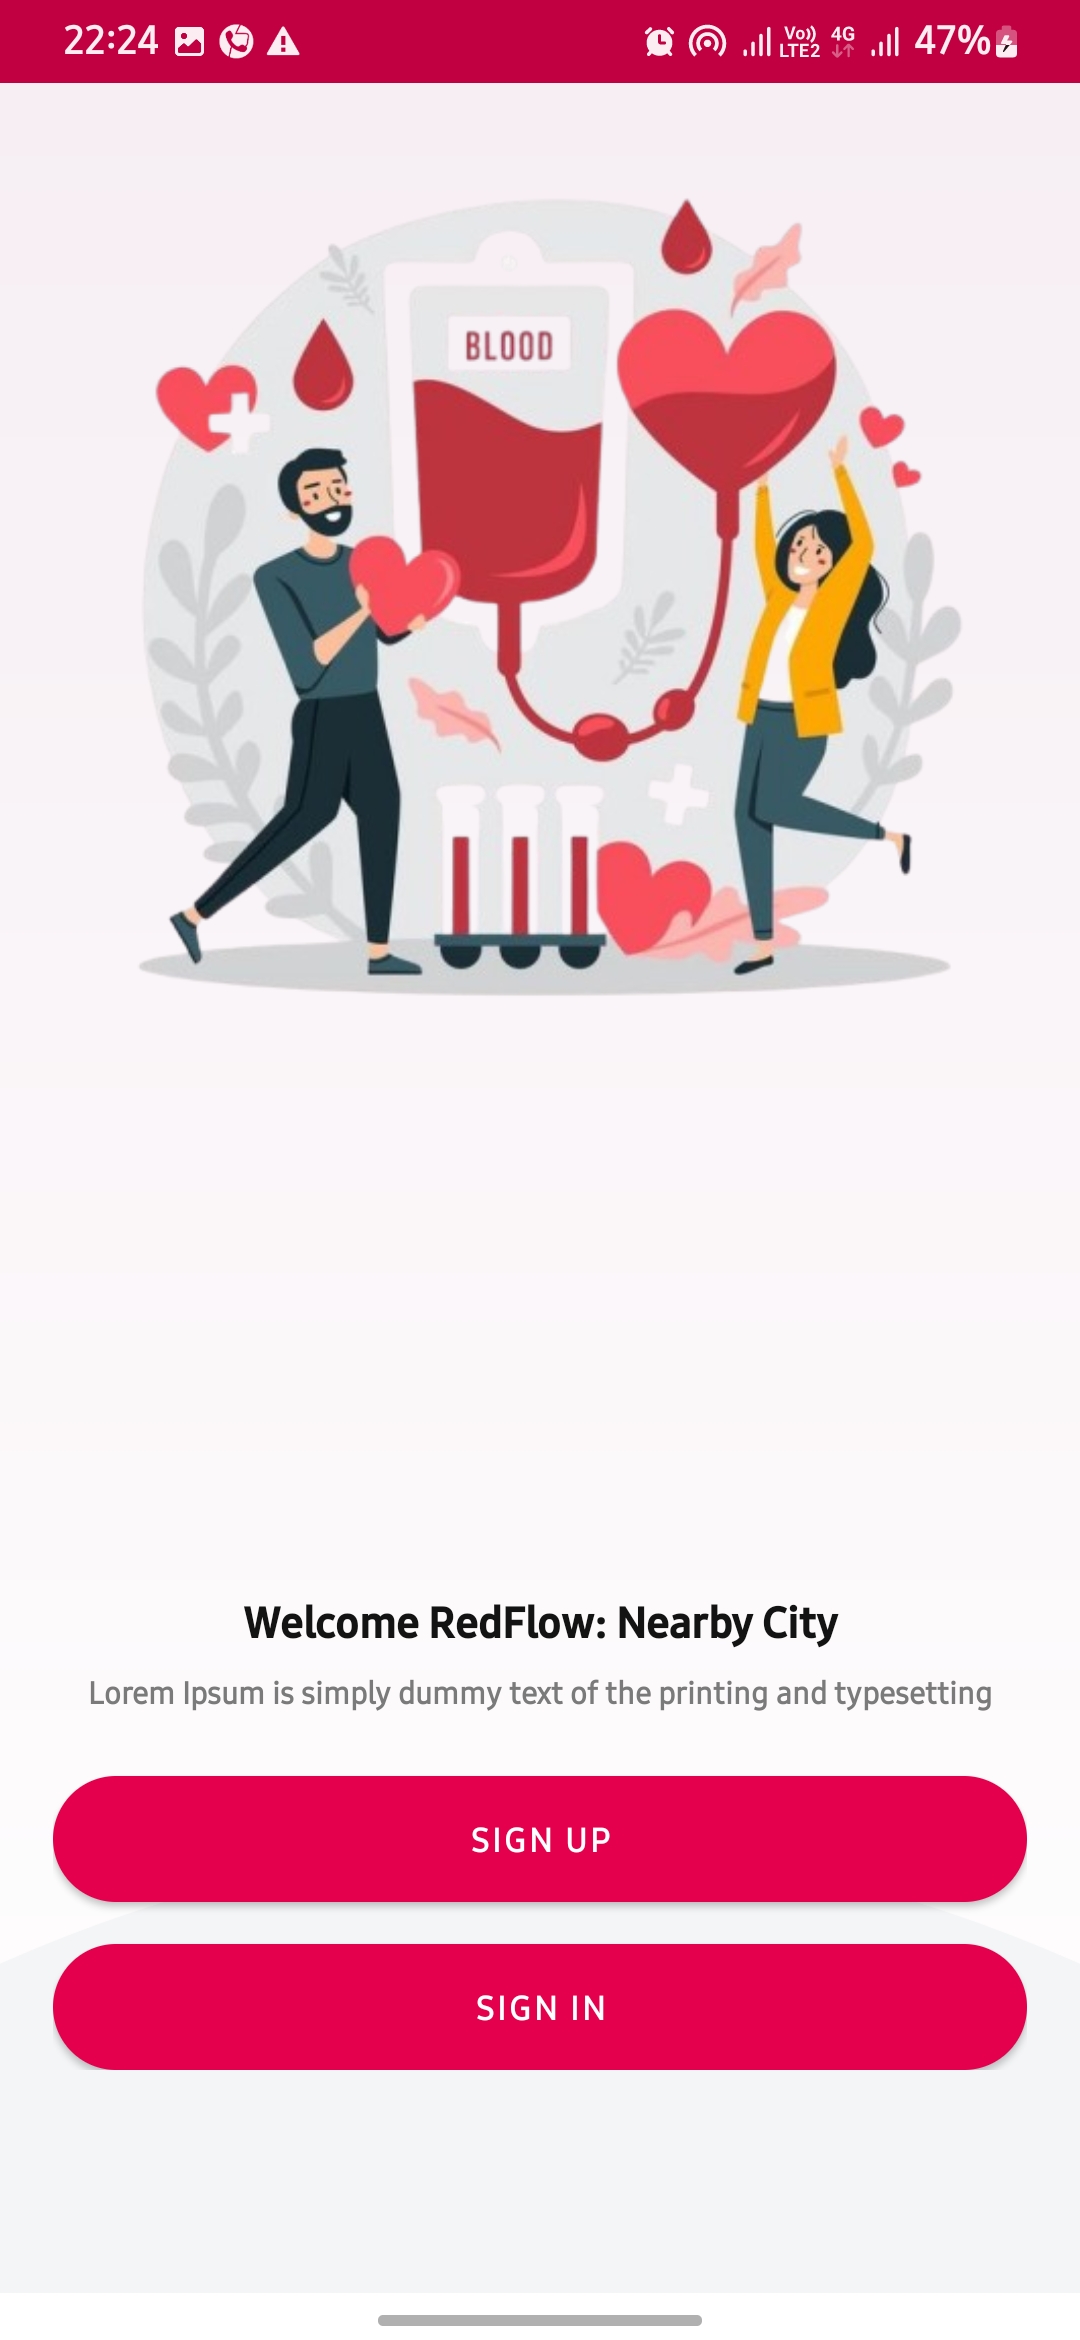 22:24 Vo)) LTE2 4G 47%
BLOOD
Welcome RedFlow: Nearby City
Lorem Ipsum is simply dummy text of the printing and typesetting
SIGN UP
SIGN IN